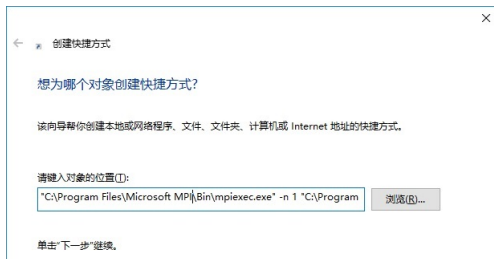 创建快捷方式
想为哪个对象创建快捷方式?
该向导帮你创建本地或网络程序、文件、文件夹、计算机或 Internet 地址的快捷方式。
请键入对象的位置(T):
"C:\Program Files\Microsoft MPI\Bin\mpiexec.exe" -n 1 "C:\Program
浏览(R)...
单击"下一步"继续。